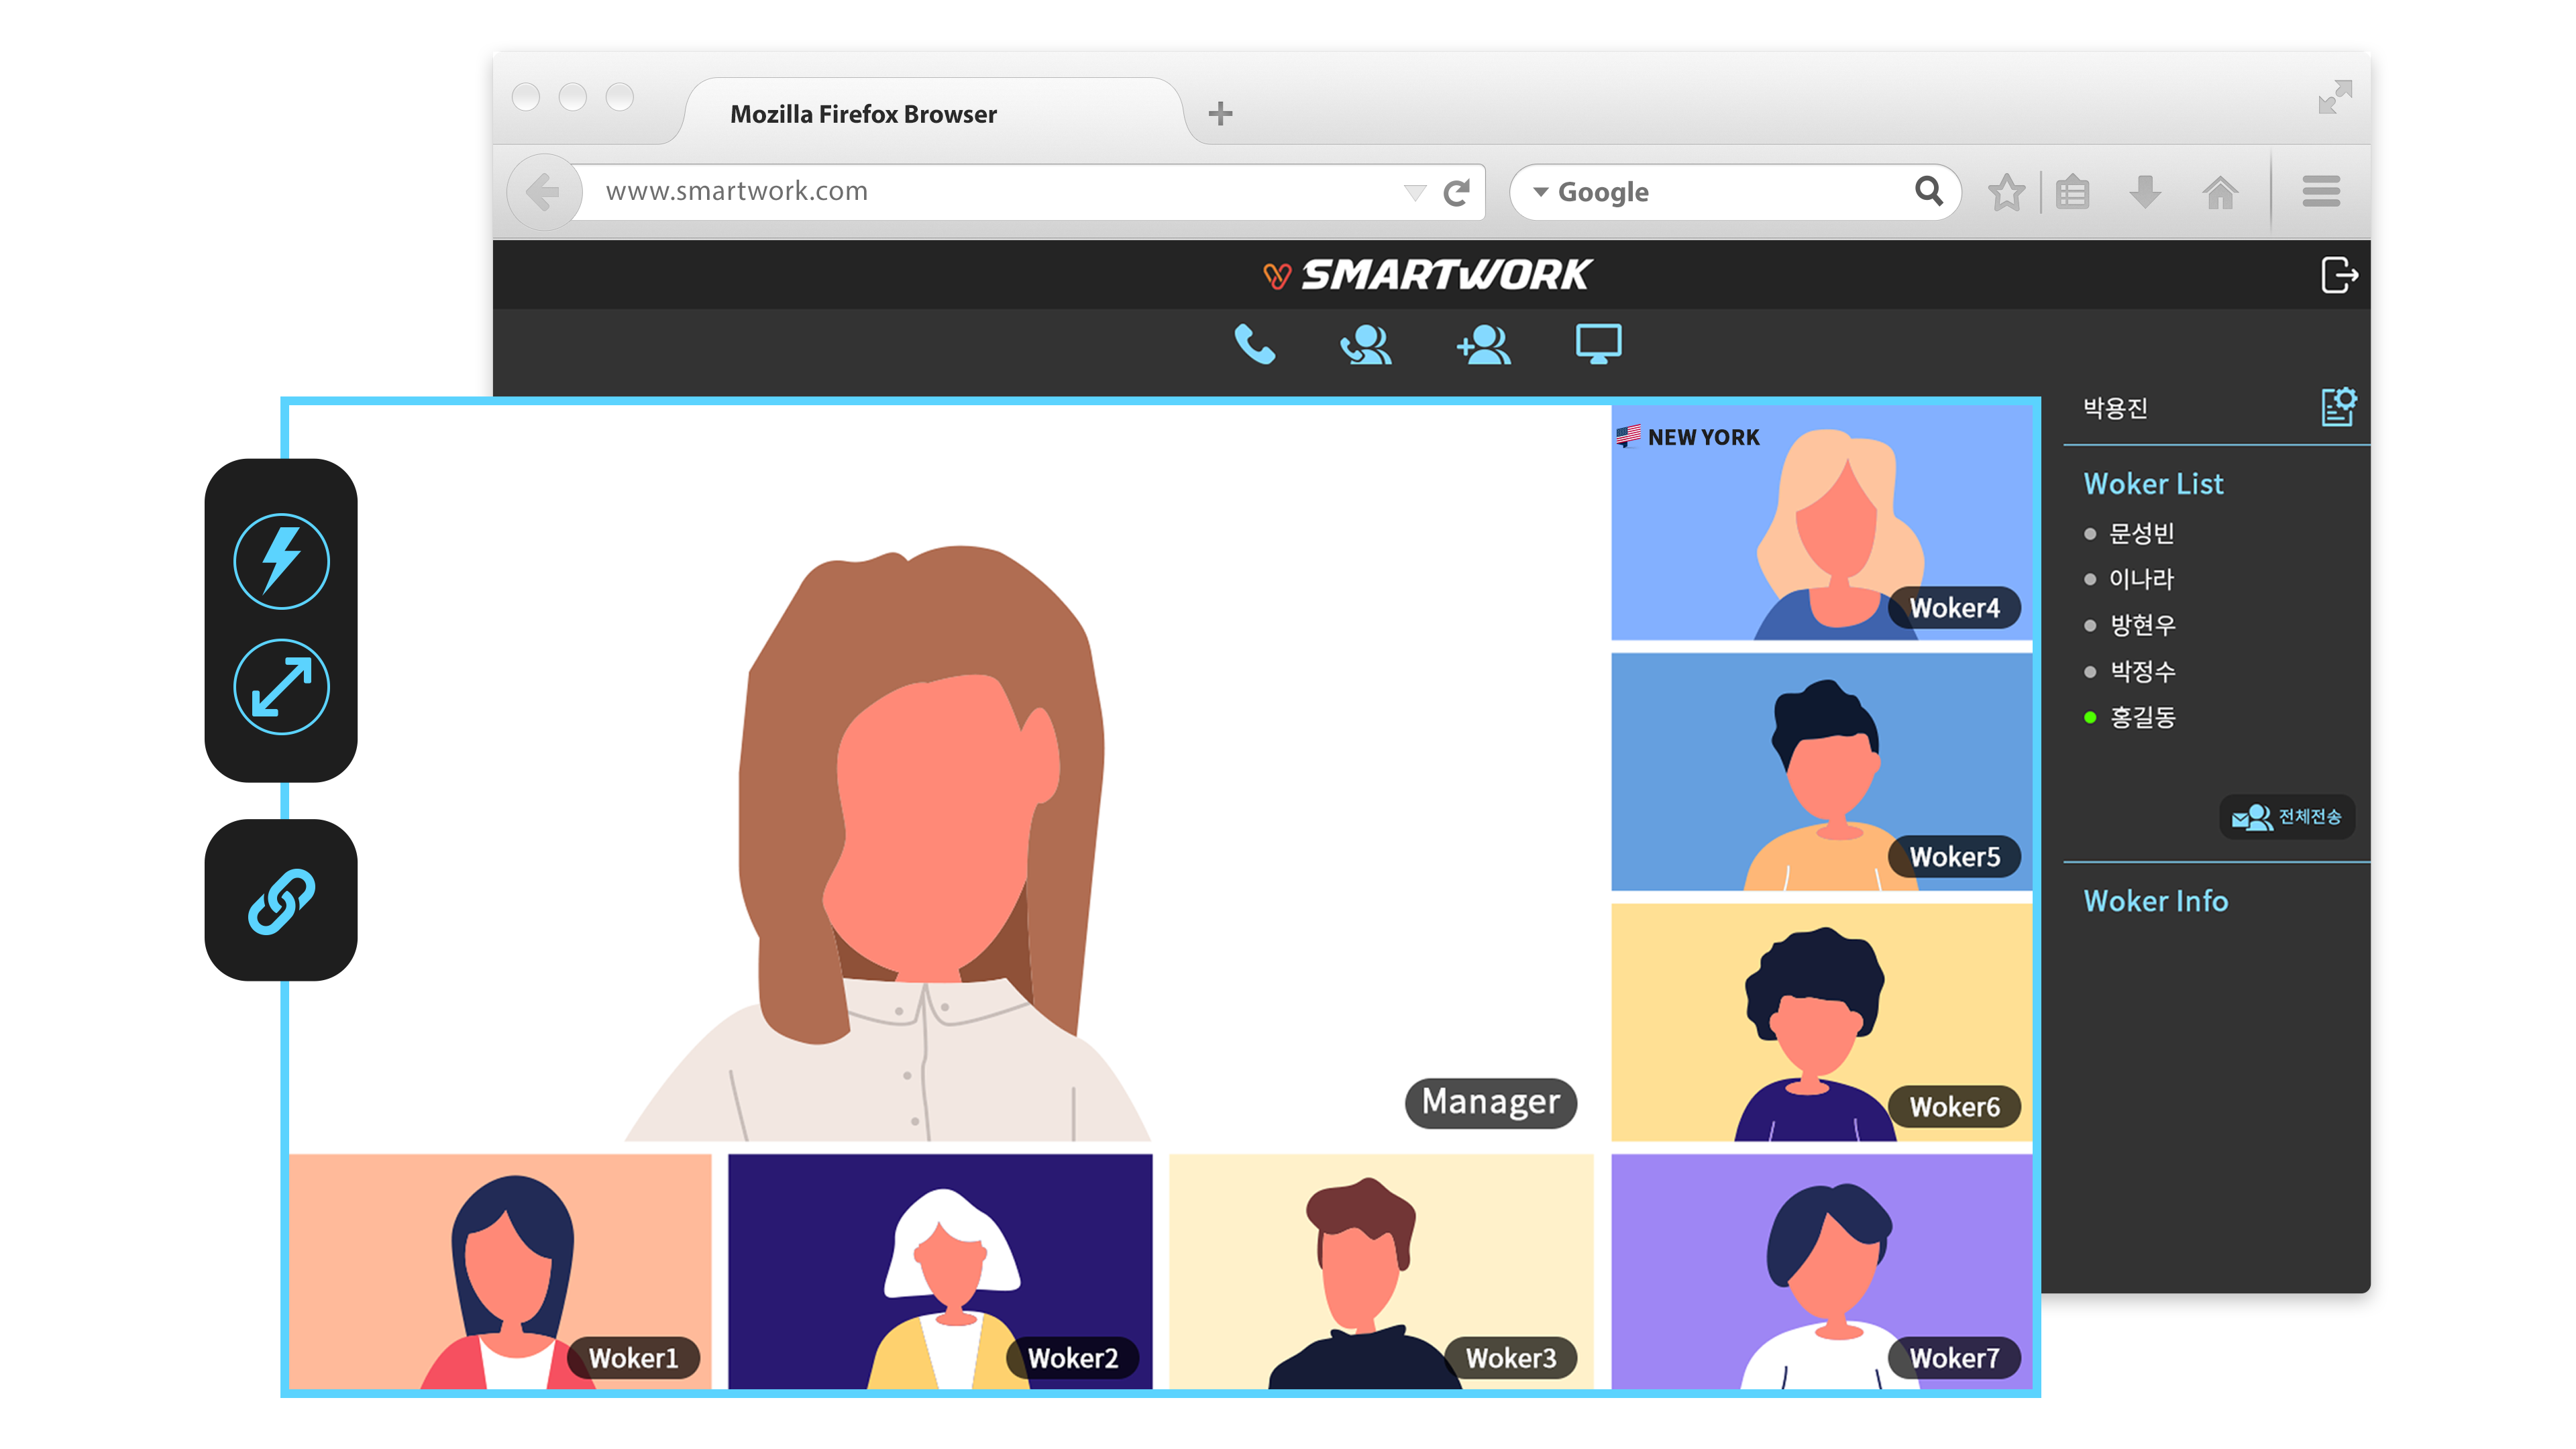 Mozilla Firefox Browser
www.smartwork.com
Google
SMARTWORK
박용진
Woker List
문성빈
이나라
방현우
박정수
홍길동
전체전송
Woker Info
NEW YORK
Woker4
Woker5
Woker6
Manager
Woker1
Woker2
Woker3
Woker7